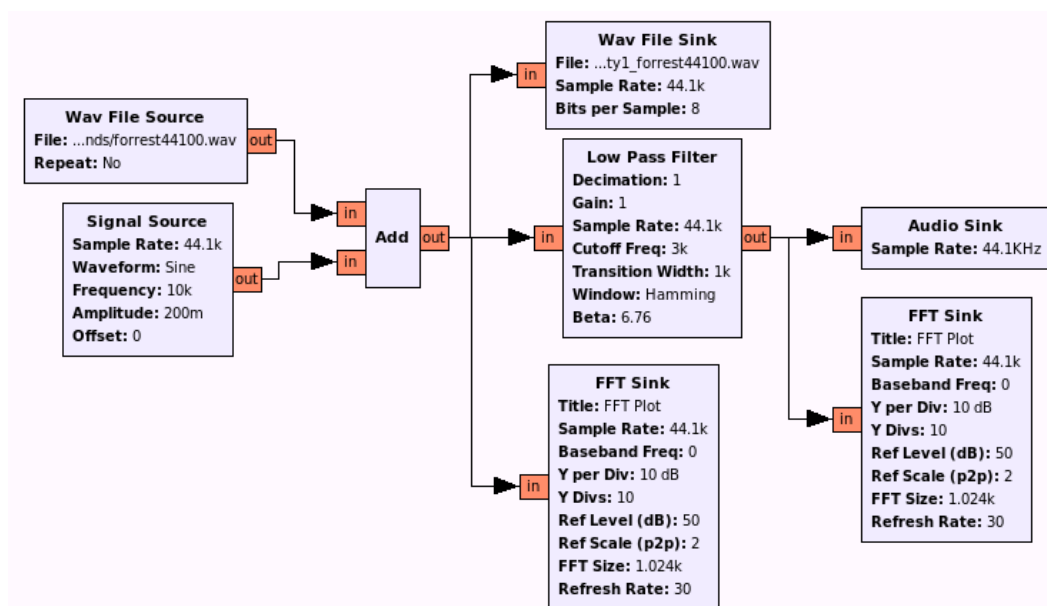 Wav File Source
File: ...nds/forrest44100.wav
Repeat: No
out
Signal Source
Sample Rate: 44.1k
Waveform: Sine
Frequency: 10k
Amplitude: 200m
Offset: 0
out
in
in
Add
out
in
Wav File Sink
File: ...ty1_forrest44100.wav
Sample Rate: 44.1k
Bits per Sample: 8
in
Low Pass Filter
Decimation: 1
Gain: 1
Sample Rate: 44.1k
Cutoff Freq: 3k
Transition Width: 1k
Window: Hamming
Beta: 6.76
out
in
FFT Sink
Title: FFT Plot
Sample Rate: 44.1k
Baseband Freq: 0
Y per Div: 10 dB
Y Divs: 10
Ref Level (dB): 50
Ref Scale (p2p): 2
FFT Size: 1.024k
Refresh Rate: 30
in
Audio Sink
Sample Rate: 44.1KHz
in
FFT Sink
Title: FFT Plot
Sample Rate: 44.1k
Baseband Freq: 0
Y per Div: 10 dB
Y Divs: 10
Ref Level (dB): 50
Ref Scale (p2p): 2
FFT Size: 1.024k
Refresh Rate: 30